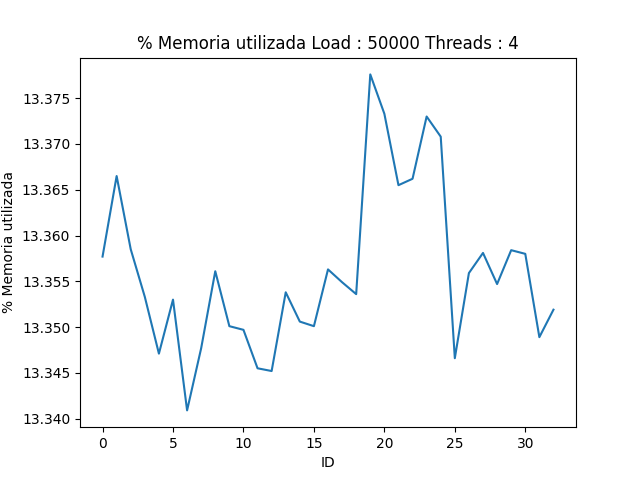 % Memoria utilizada Load : 50000 Threads : 4
% Memoria utilizada
13.375
13.370
13.365
13.360
13.355
13.350
13.345
13.340
0 5 10 15 20 25 30
ID